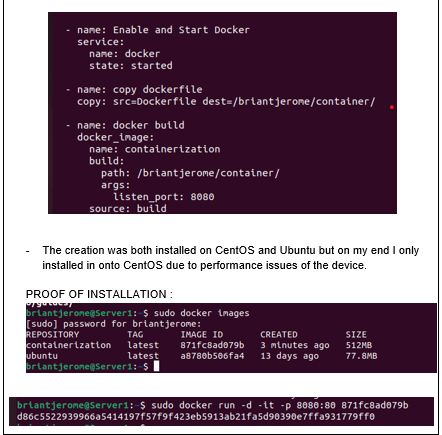 - name: Enable and Start Docker
service:
name: docker
state: started
- name: copy dockerfile
copy: src=Dockerfile dest=/briantjerome/container/
- name: docker build
docker_image:
name: containerization
build:
path: /briantjerome/container/
args:
listen_port: 8080
source: build
- The creation was both installed on CentOS and Ubuntu but on my end I only
installed in onto CentOS due to performance issues of the device.
PROOF OF INSTALLATION :
briantjerome@Server1:~$ sudo docker images
[sudo] password for briantjerome:
REPOSITORY TAG IMAGE ID CREATED SIZE
containerization latest 871fc8ad079b 3 minutes ago 512MB
ubuntu latest a8780b506fa4 13 days ago 77.8MB
briantjerome@Server1:~$
briantjerome@Server1:~$ sudo docker run -d -it -p 8080:80 871fc8ad079b
d86c5522939966a5414197f57f9f423eb5913ab21fa5d90390e7ffa931779ff0